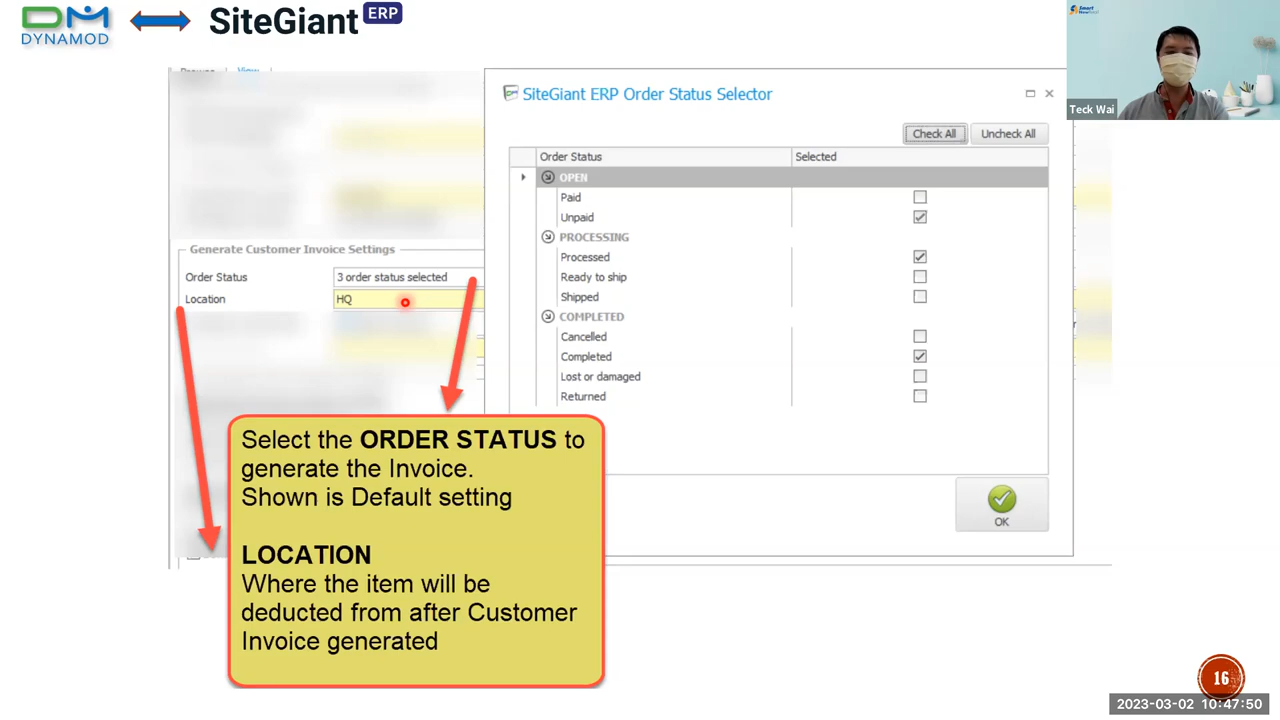 DM
DYNAMOD
SiteGiant ERP
Smart
Teck Wai
Browse
View
SiteGiant ERP Order Status Selector
Check All
Uncheck All
Order Status
Selected
OPEN
Paid
Unpaid
PROCESSING
Processed
Ready to ship
Shipped
COMPLETED
Cancelled
Completed
Lost or damaged
Returned
OK
Generate Customer Invoice Settings
Order Status
3 order status selected
Location
HQ
Select the ORDER STATUS to
generate the Invoice.
Shown is Default setting
LOCATION
Where the item will be
deducted from after Customer
Invoice generated
16
2023-03-02 10:47:50